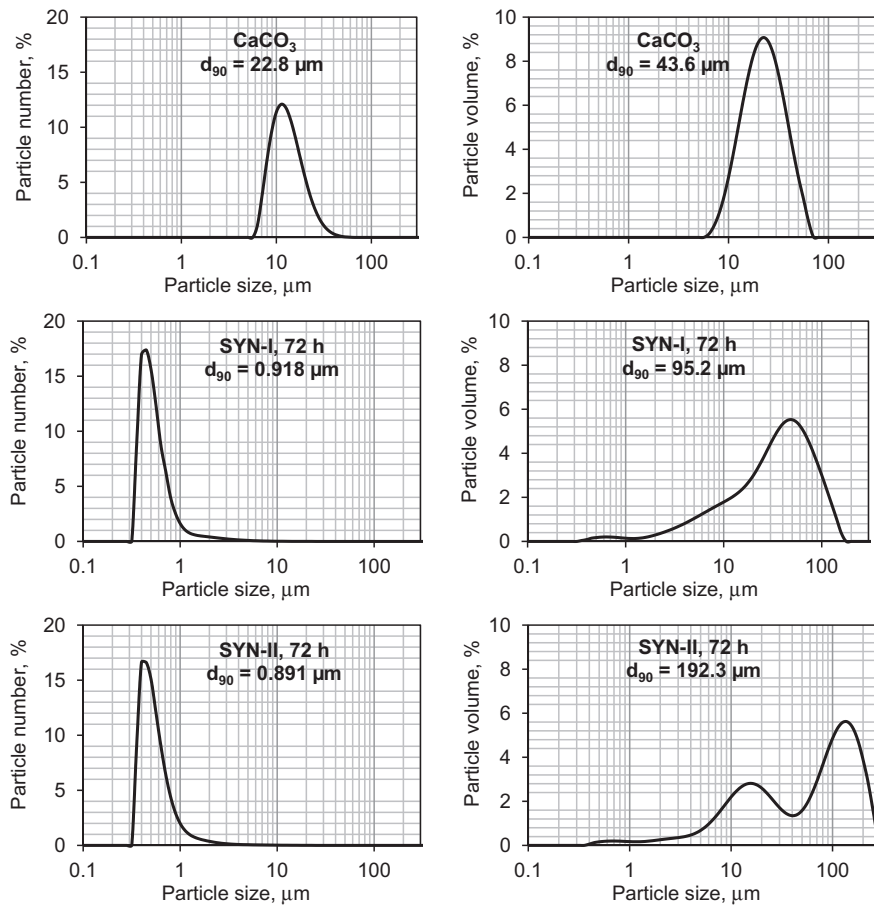 CaCO₃
d₉₀ = 22.8 µm
Particle number, %
20
15
10
5
0
0.1 1 10 100
Particle size, µm
CaCO₃
d₉₀ = 43.6 µm
Particle volume, %
10
8
6
4
2
0
0.1 1 10 100
Particle size, µm
SYN-I, 72 h
d₉₀ = 0.918 µm
Particle number, %
20
15
10
5
0
0.1 1 10 100
Particle size, µm
SYN-I, 72 h
d₉₀ = 95.2 µm
Particle volume, %
10
8
6
4
2
0
0.1 1 10 100
Particle size, µm
SYN-II, 72 h
d₉₀ = 0.891 µm
Particle number, %
20
15
10
5
0
0.1 1 10 100
Particle size, µm
SYN-II, 72 h
d₉₀ = 192.3 µm
Particle volume, %
10
8
6
4
2
0
0.1 1 10 100
Particle size, µm